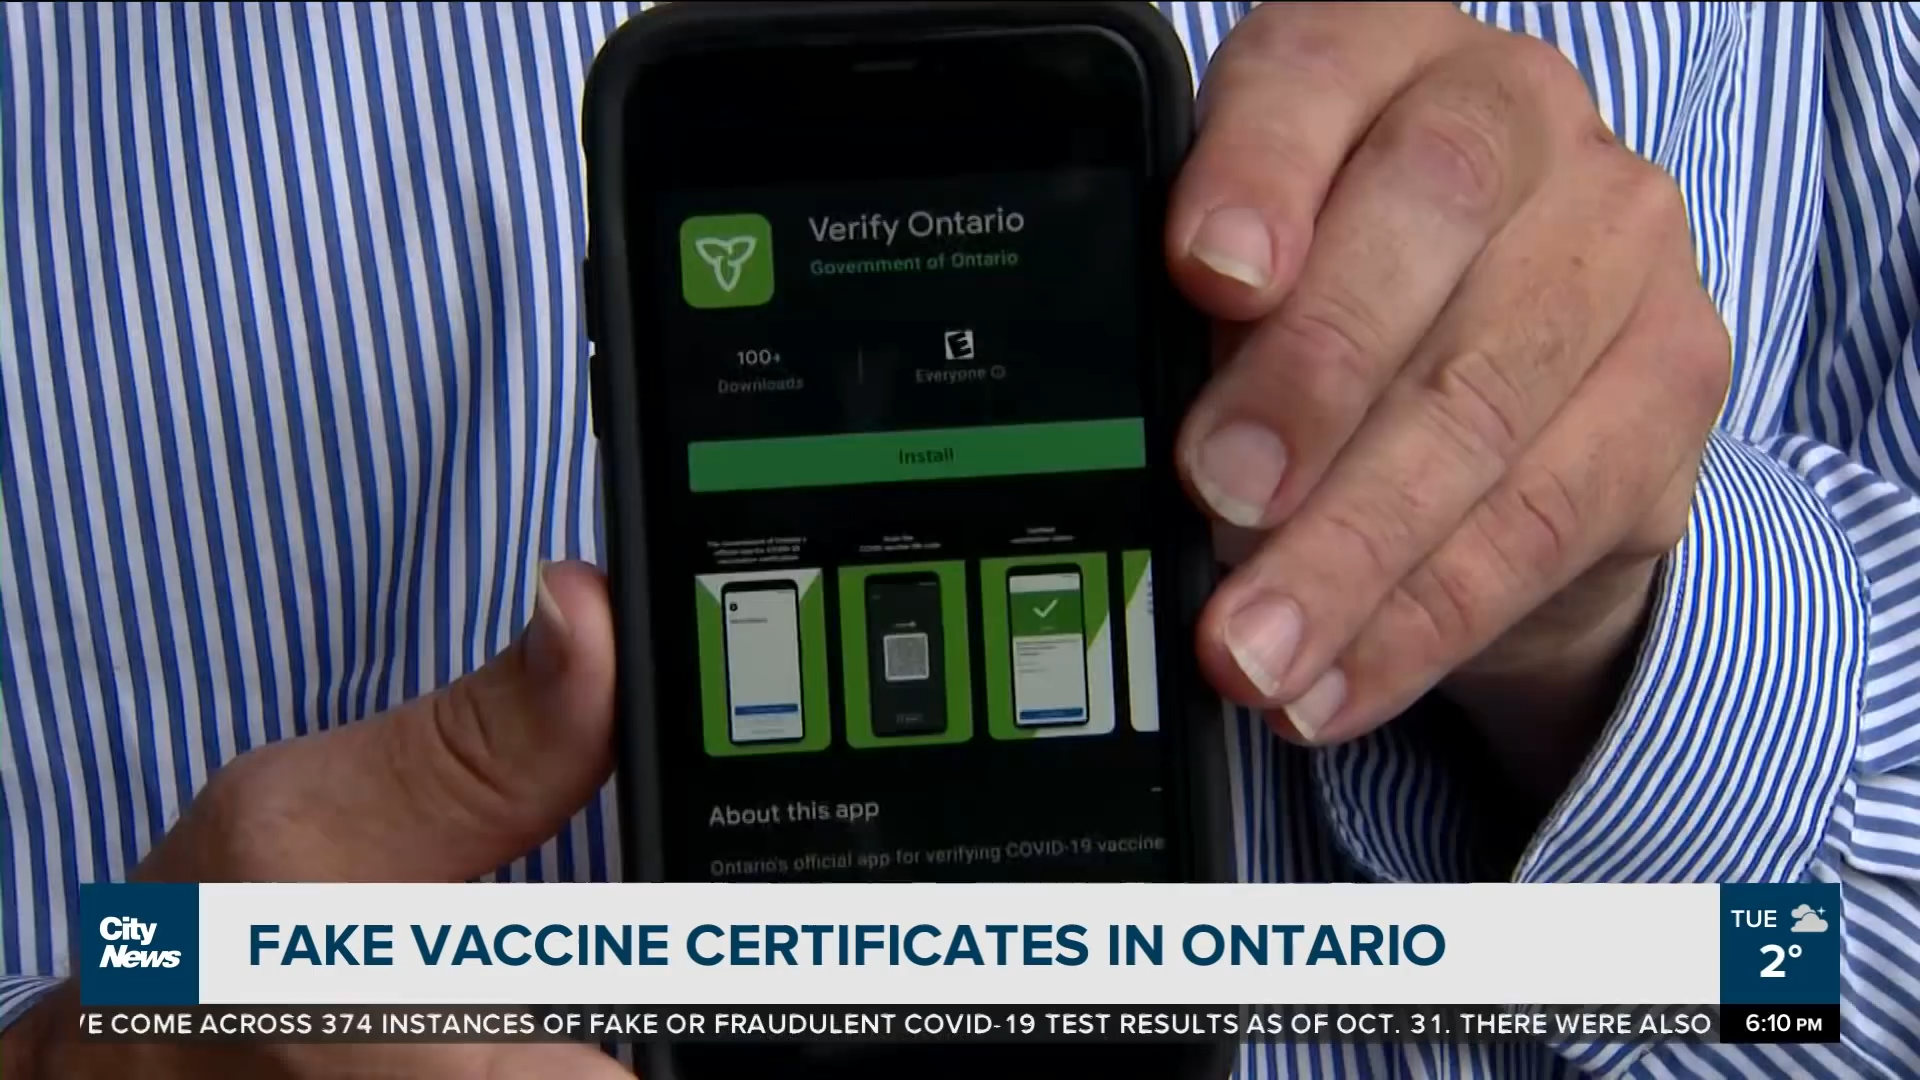 Verify Ontario
Government of Ontario
100+
Downloads
E
Everyone
Install
About this app
Ontario's official app for verifying COVID-19 vaccine
City
News
FAKE VACCINE CERTIFICATES IN ONTARIO
TUE
2°
E COME ACROSS 374 INSTANCES OF FAKE OR FRAUDULENT COVID-19 TEST RESULTS AS OF OCT. 31. THERE WERE ALSO
6:10 PM